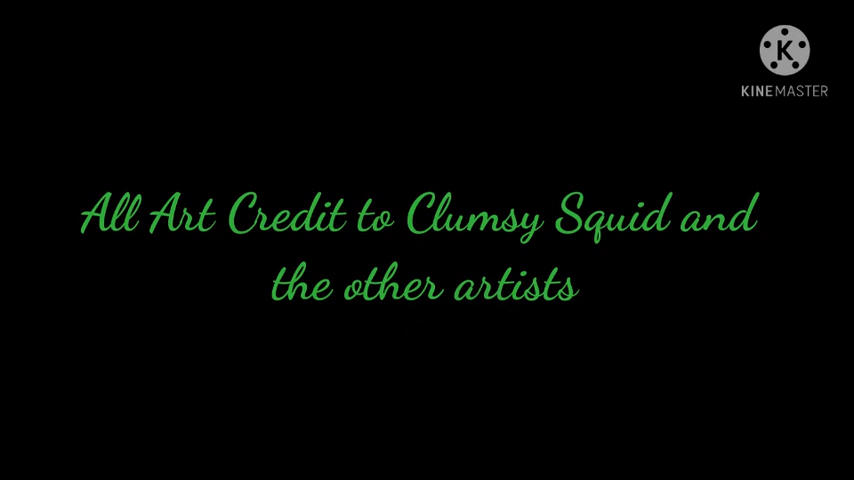 K
KINEMASTER
All Art Credit to Clumsy Squid and
the other artists